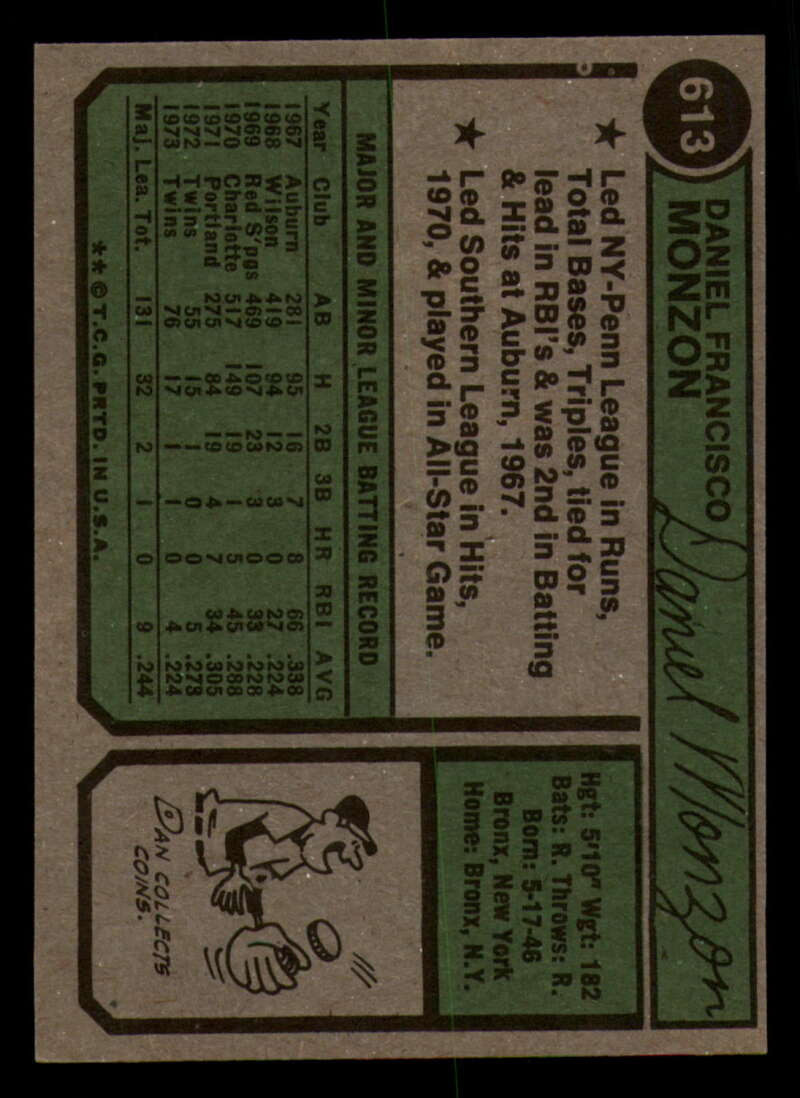 613
DANIEL FRANCISCO
MONZON
Daniel Monzon
★ Led NY-Penn League in Runs,
Total Bases, Triples, tied for
lead in RBI's & was 2nd in Batting
& Hits at Auburn, 1967.
★ Led Southern League in Hits,
1970, & played in All-Star Game.
Hgt: 5'10" Wgt: 182
Bats: R. Throws: R.
Born: 5-17-46
Bronx, New York
Home: Bronx, N.Y.
MAJOR AND MINOR LEAGUE BATTING RECORD
Year Club AB H 2B 3B HR RBI AVG
1967 Auburn 281 95 16 7 8 66 .338
1968 Wilson 419 94 12 3 0 27 .224
1969 Red S'pgs 469 107 23 3 0 33 .228
1970 Charlotte 517 149 19 1 5 45 .288
1971 Portland 275 84 19 4 7 34 .305
1972 Twins 55 15 1 0 0 5 .273
1973 Twins 76 17 1 1 0 4 .224
Maj. Lea. Tot. 131 32 2 1 0 9 .244
**© T.C.G. PRTD. IN U.S.A.
DAN COLLECTS
COINS.